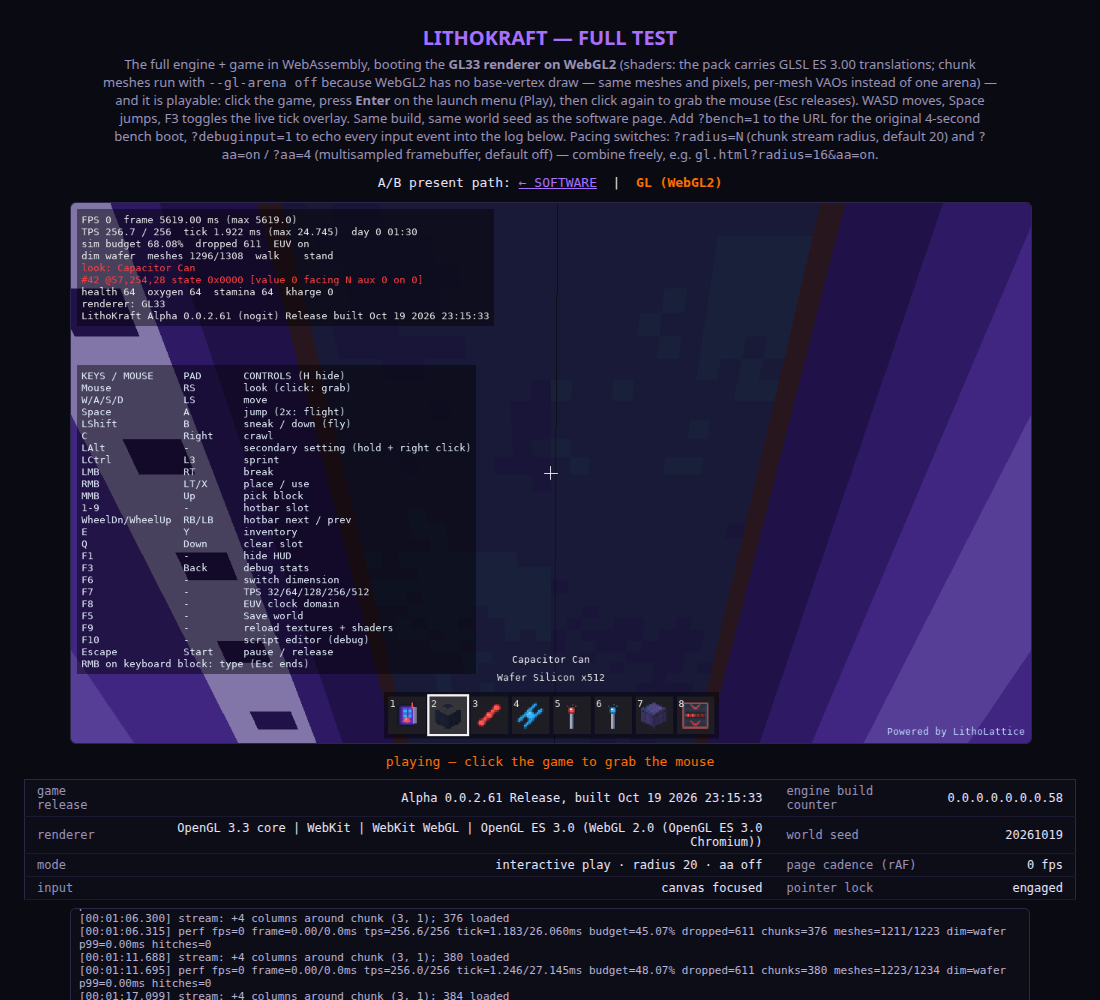 LITHOKRAFT — FULL TEST
The full engine + game in WebAssembly, booting the GL33 renderer on WebGL2 (shaders: the pack carries GLSL ES 3.00 translations; chunk
meshes run with --gl-arena off because WebGL2 has no base-vertex draw — same meshes and pixels, per-mesh VAOs instead of one arena) —
and it is playable: click the game, press Enter on the launch menu (Play), then click again to grab the mouse (Esc releases). WASD moves, Space
jumps, F3 toggles the live tick overlay. Same build, same world seed as the software page. Add ?bench=1 to the URL for the original 4-second
bench boot, ?debuginput=1 to echo every input event into the log below. Pacing switches: ?radius=N (chunk stream radius, default 20) and ?
aa=on / ?aa=4 (multisampled framebuffer, default off) — combine freely, e.g. gl.html?radius=16&aa=on.
A/B present path: ← SOFTWARE | GL (WebGL2)
FPS 0 frame 5619.00 ms (max 5619.0)
TPS 256.7 / 256 tick 1.922 ms (max 24.745) day 0 01:30
sim budget 68.08% dropped 611 EUV on
dim wafer meshes 1296/1308 walk stand
look: Capacitor Can
#42 @57,254,28 state 0x0000 [value 0 facing N aux 0 on 0]
health 64 oxygen 64 stamina 64 kharge 0
renderer: GL33
LithoKraft Alpha 0.0.2.61 (nogit) Release built Oct 19 2026 23:15:33
KEYS / MOUSE PAD CONTROLS (H hide)
Mouse RS look (click: grab)
W/A/S/D LS move
Space A jump (2x: flight)
LShift B sneak / down (fly)
C Right crawl
LAlt - secondary setting (hold + right click)
LCtrl L3 sprint
LMB RT break
RMB LT/X place / use
MMB Up pick block
1-9 - hotbar slot
WheelDn/WheelUp RB/LB hotbar next / prev
E Y inventory
Q Down clear slot
F1 - hide HUD
F3 Back debug stats
F6 - switch dimension
F7 - TPS 32/64/128/256/512
F8 - EUV clock domain
F5 - Save world
F9 - reload textures + shaders
F10 - script editor (debug)
Escape Start pause / release
RMB on keyboard block: type (Esc ends)
Capacitor Can
Wafer Silicon x512
1 2 3 4 5 6 7 8
Powered by LithoLattice
playing — click the game to grab the mouse
game release Alpha 0.0.2.61 Release, built Oct 19 2026 23:15:33 engine build counter 0.0.0.0.0.0.0.58
renderer OpenGL 3.3 core | WebKit | WebKit WebGL | OpenGL ES 3.0 (WebGL 2.0 (OpenGL ES 3.0 Chromium)) world seed 20261019
mode interactive play · radius 20 · aa off page cadence (rAF) 0 fps
input canvas focused pointer lock engaged
[00:01:06.300] stream: +4 columns around chunk (3, 1); 376 loaded
[00:01:06.315] perf fps=0 frame=0.00/0.0ms tps=256.6/256 tick=1.183/26.060ms budget=45.07% dropped=611 chunks=376 meshes=1211/1223 dim=wafer
p99=0.00ms hitches=0
[00:01:11.688] stream: +4 columns around chunk (3, 1); 380 loaded
[00:01:11.695] perf fps=0 frame=0.00/0.0ms tps=256.0/256 tick=1.246/27.145ms budget=48.07% dropped=611 chunks=380 meshes=1223/1234 dim=wafer
p99=0.00ms hitches=0
[00:01:17.099] stream: +4 columns around chunk (3, 1); 384 loaded